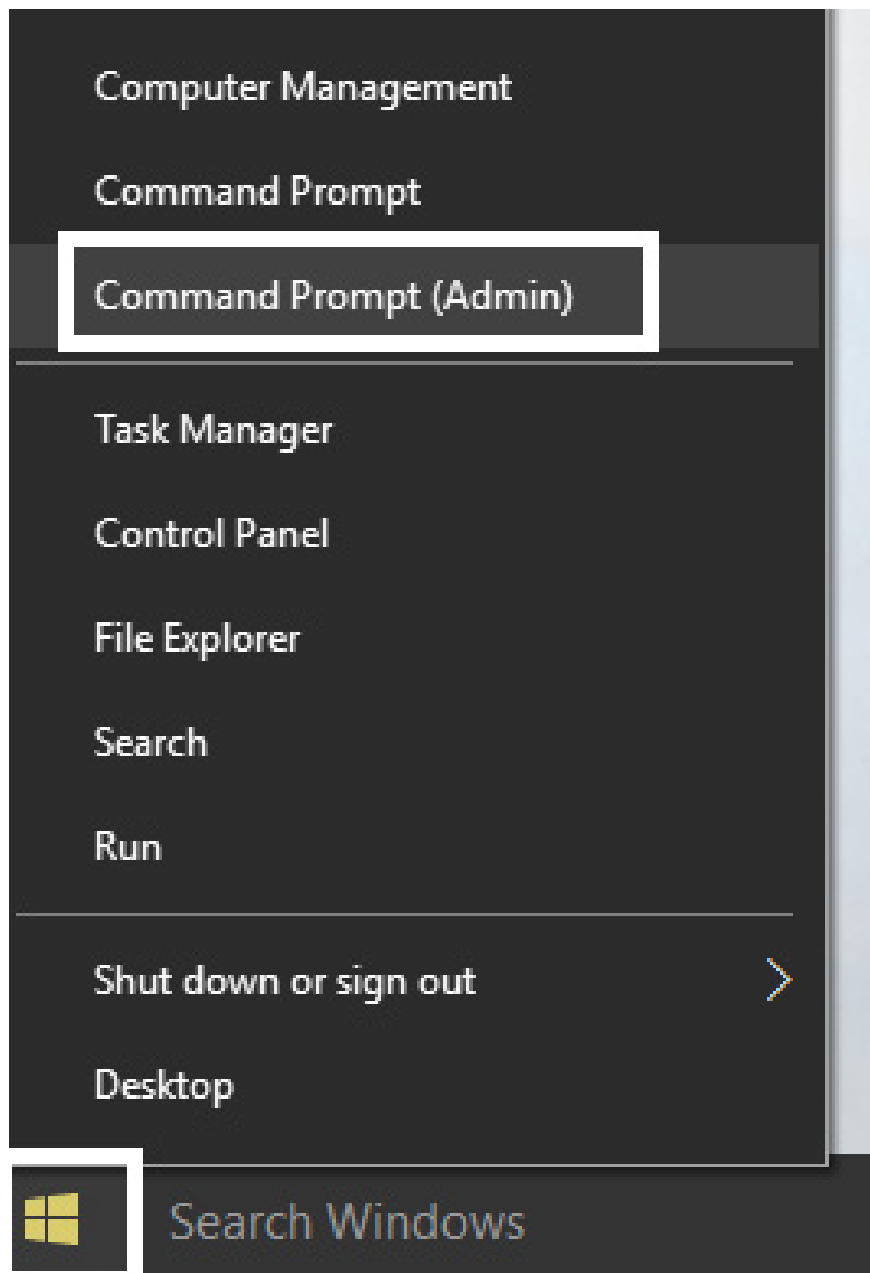 Computer Management
Command Prompt
Command Prompt (Admin)
Task Manager
Control Panel
File Explorer
Search
Run
Shut down or sign out
Desktop
Search Windows